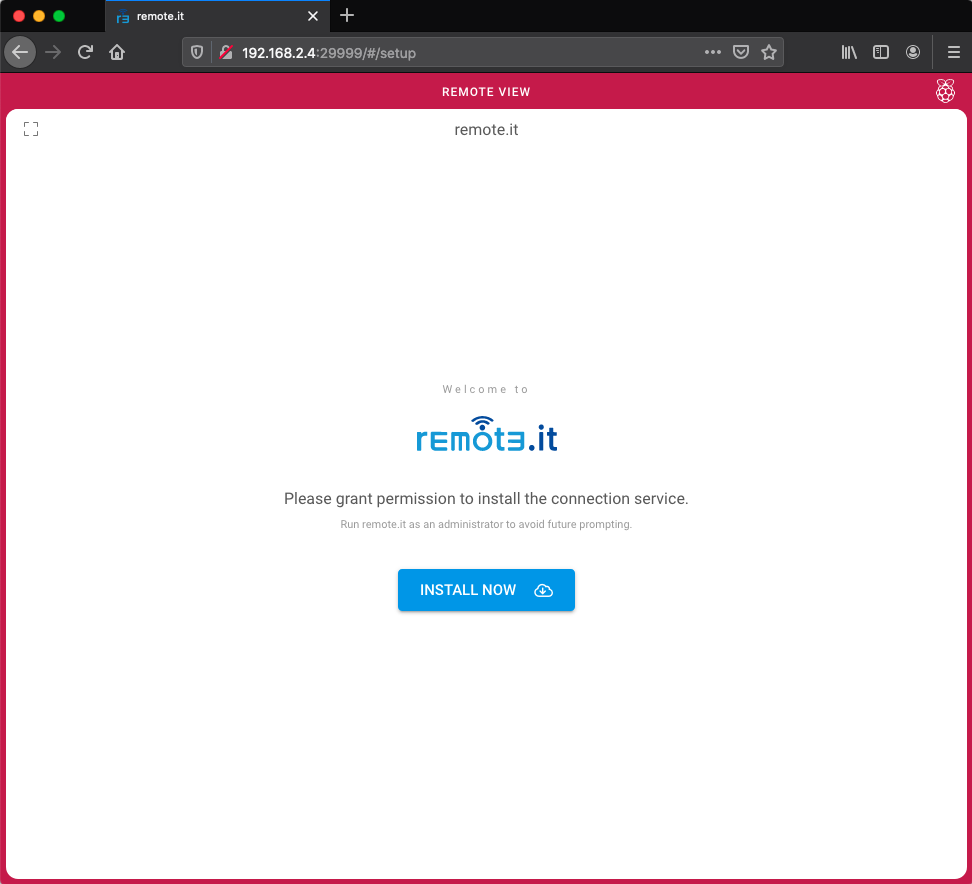 remote.it
192.168.2.4:29999/#/setup
REMOTE VIEW
remote.it
Welcome to
remote.it
Please grant permission to install the connection service.
Run remote.it as an administrator to avoid future prompting.
INSTALL NOW